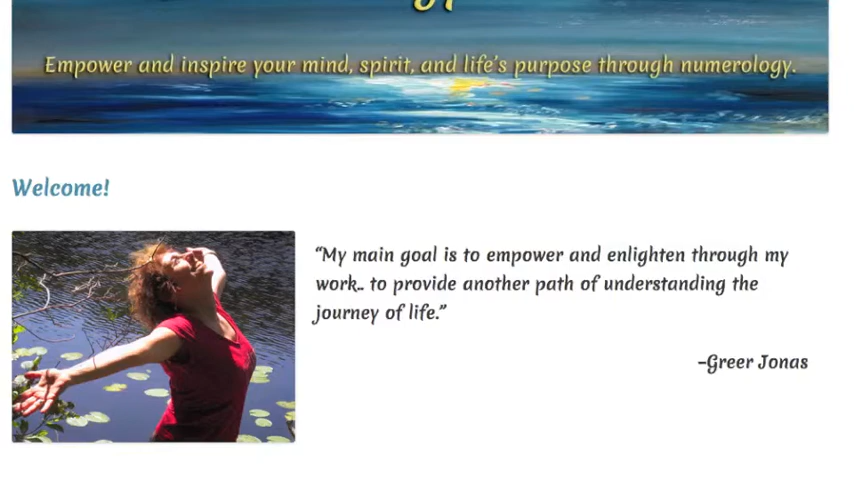 Empower and inspire your mind, spirit, and life's purpose through numerology.
Welcome!
“My main goal is to empower and enlighten through my
work.. to provide another path of understanding the
journey of life.”
–Greer Jonas